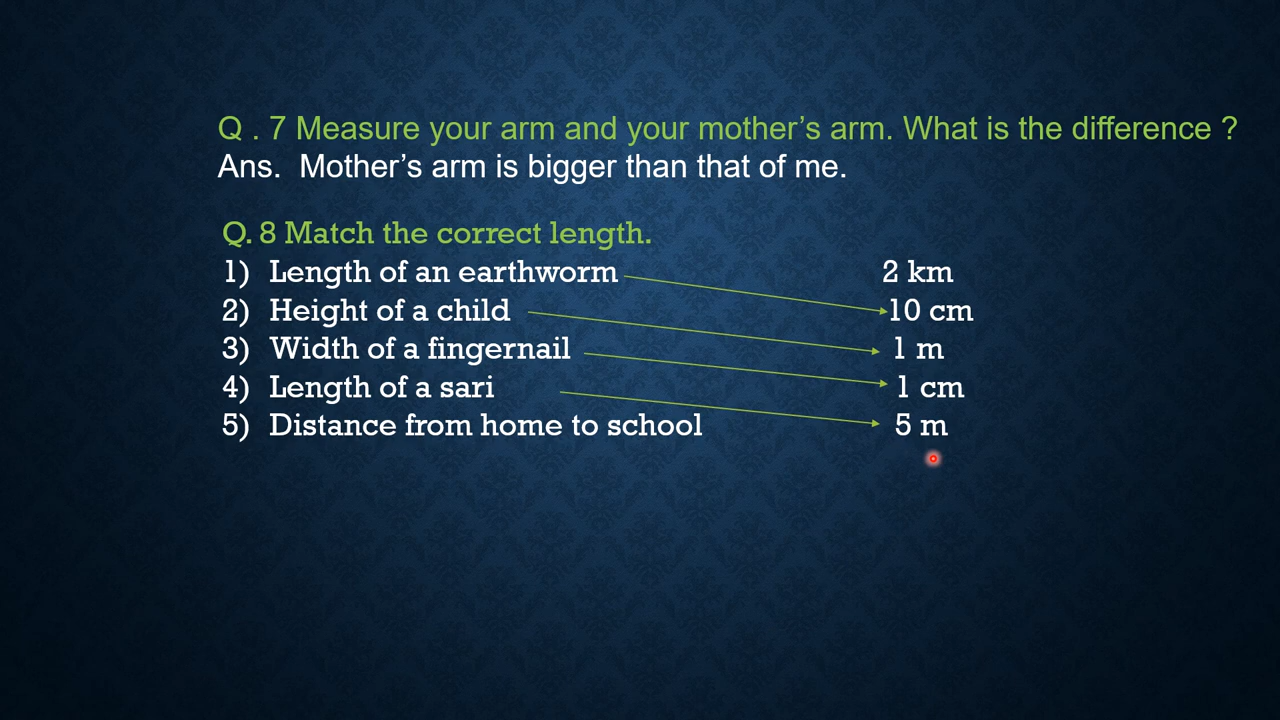 Q . 7 Measure your arm and your mother’s arm. What is the difference ?
Ans. Mother’s arm is bigger than that of me.
Q. 8 Match the correct length.
1) Length of an earthworm 2 km
2) Height of a child 10 cm
3) Width of a fingernail 1 m
4) Length of a sari 1 cm
5) Distance from home to school 5 m